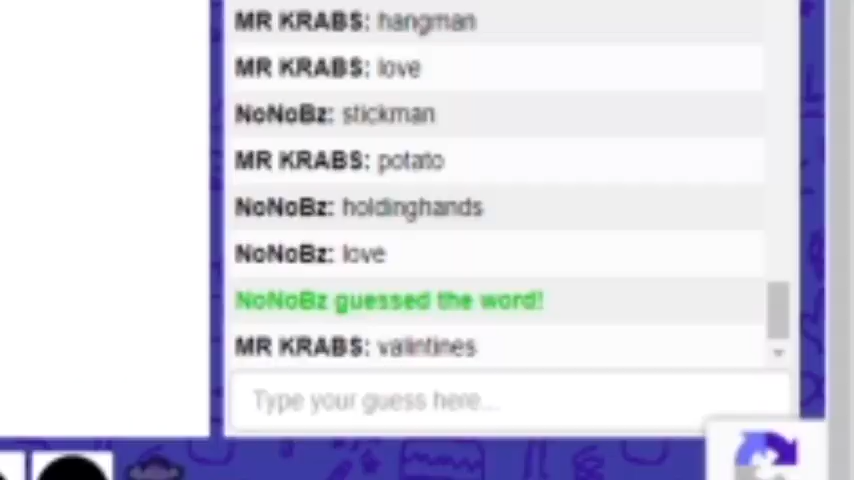 MR KRABS: hangman
MR KRABS: love
NoNoBz: stickman
MR KRABS: potato
NoNoBz: holdinghands
NoNoBz: love
NoNoBz guessed the word!
MR KRABS: valintines
Type your guess here...